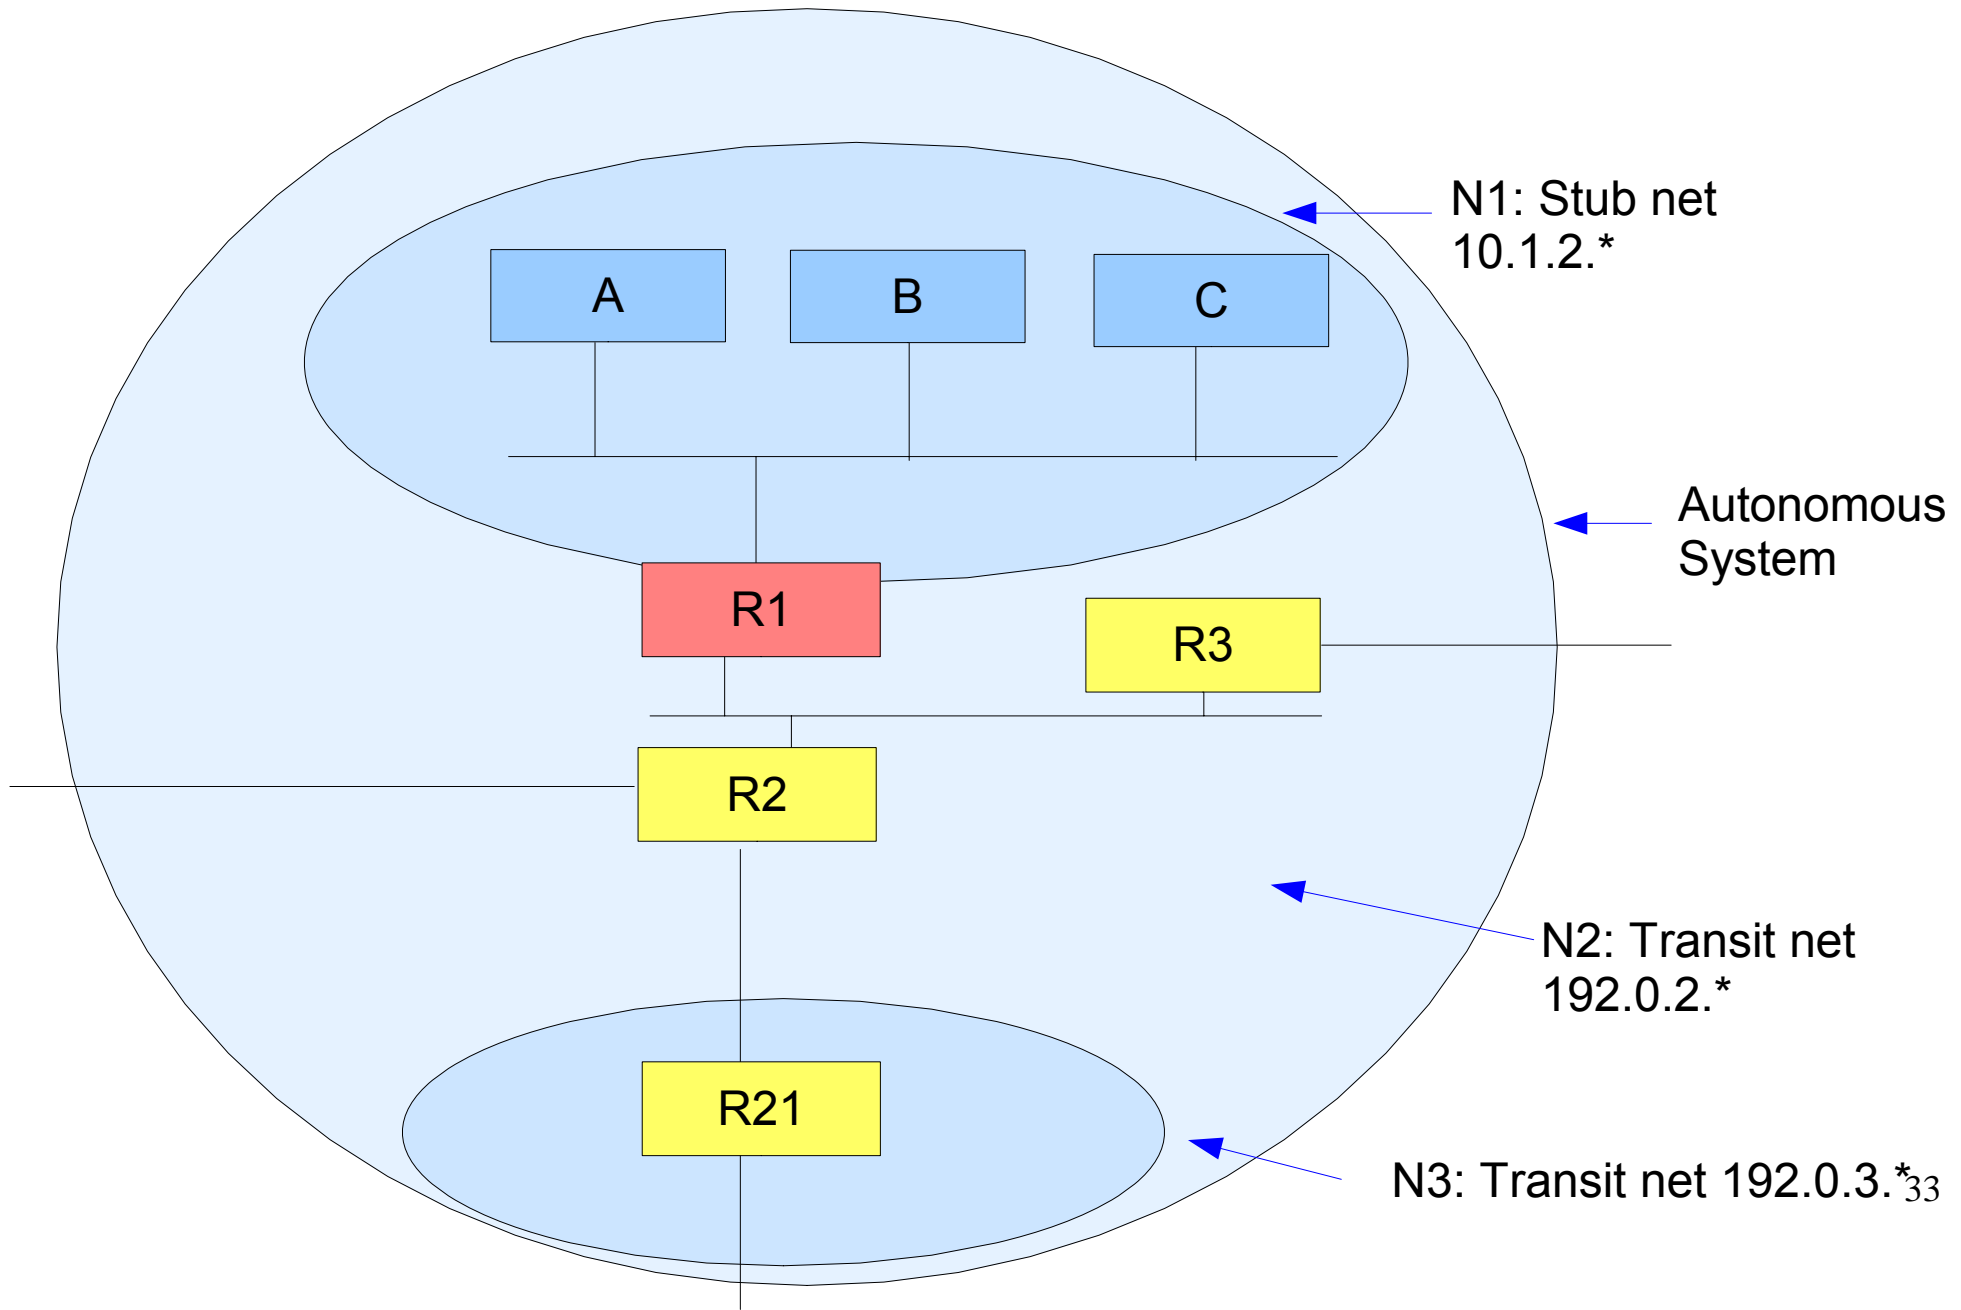 N1: Stub net
10.1.2.*
A
B
C
Autonomous
System
R1
R3
R2
N2: Transit net
192.0.2.*
R21
N3: Transit net 192.0.3.*
33